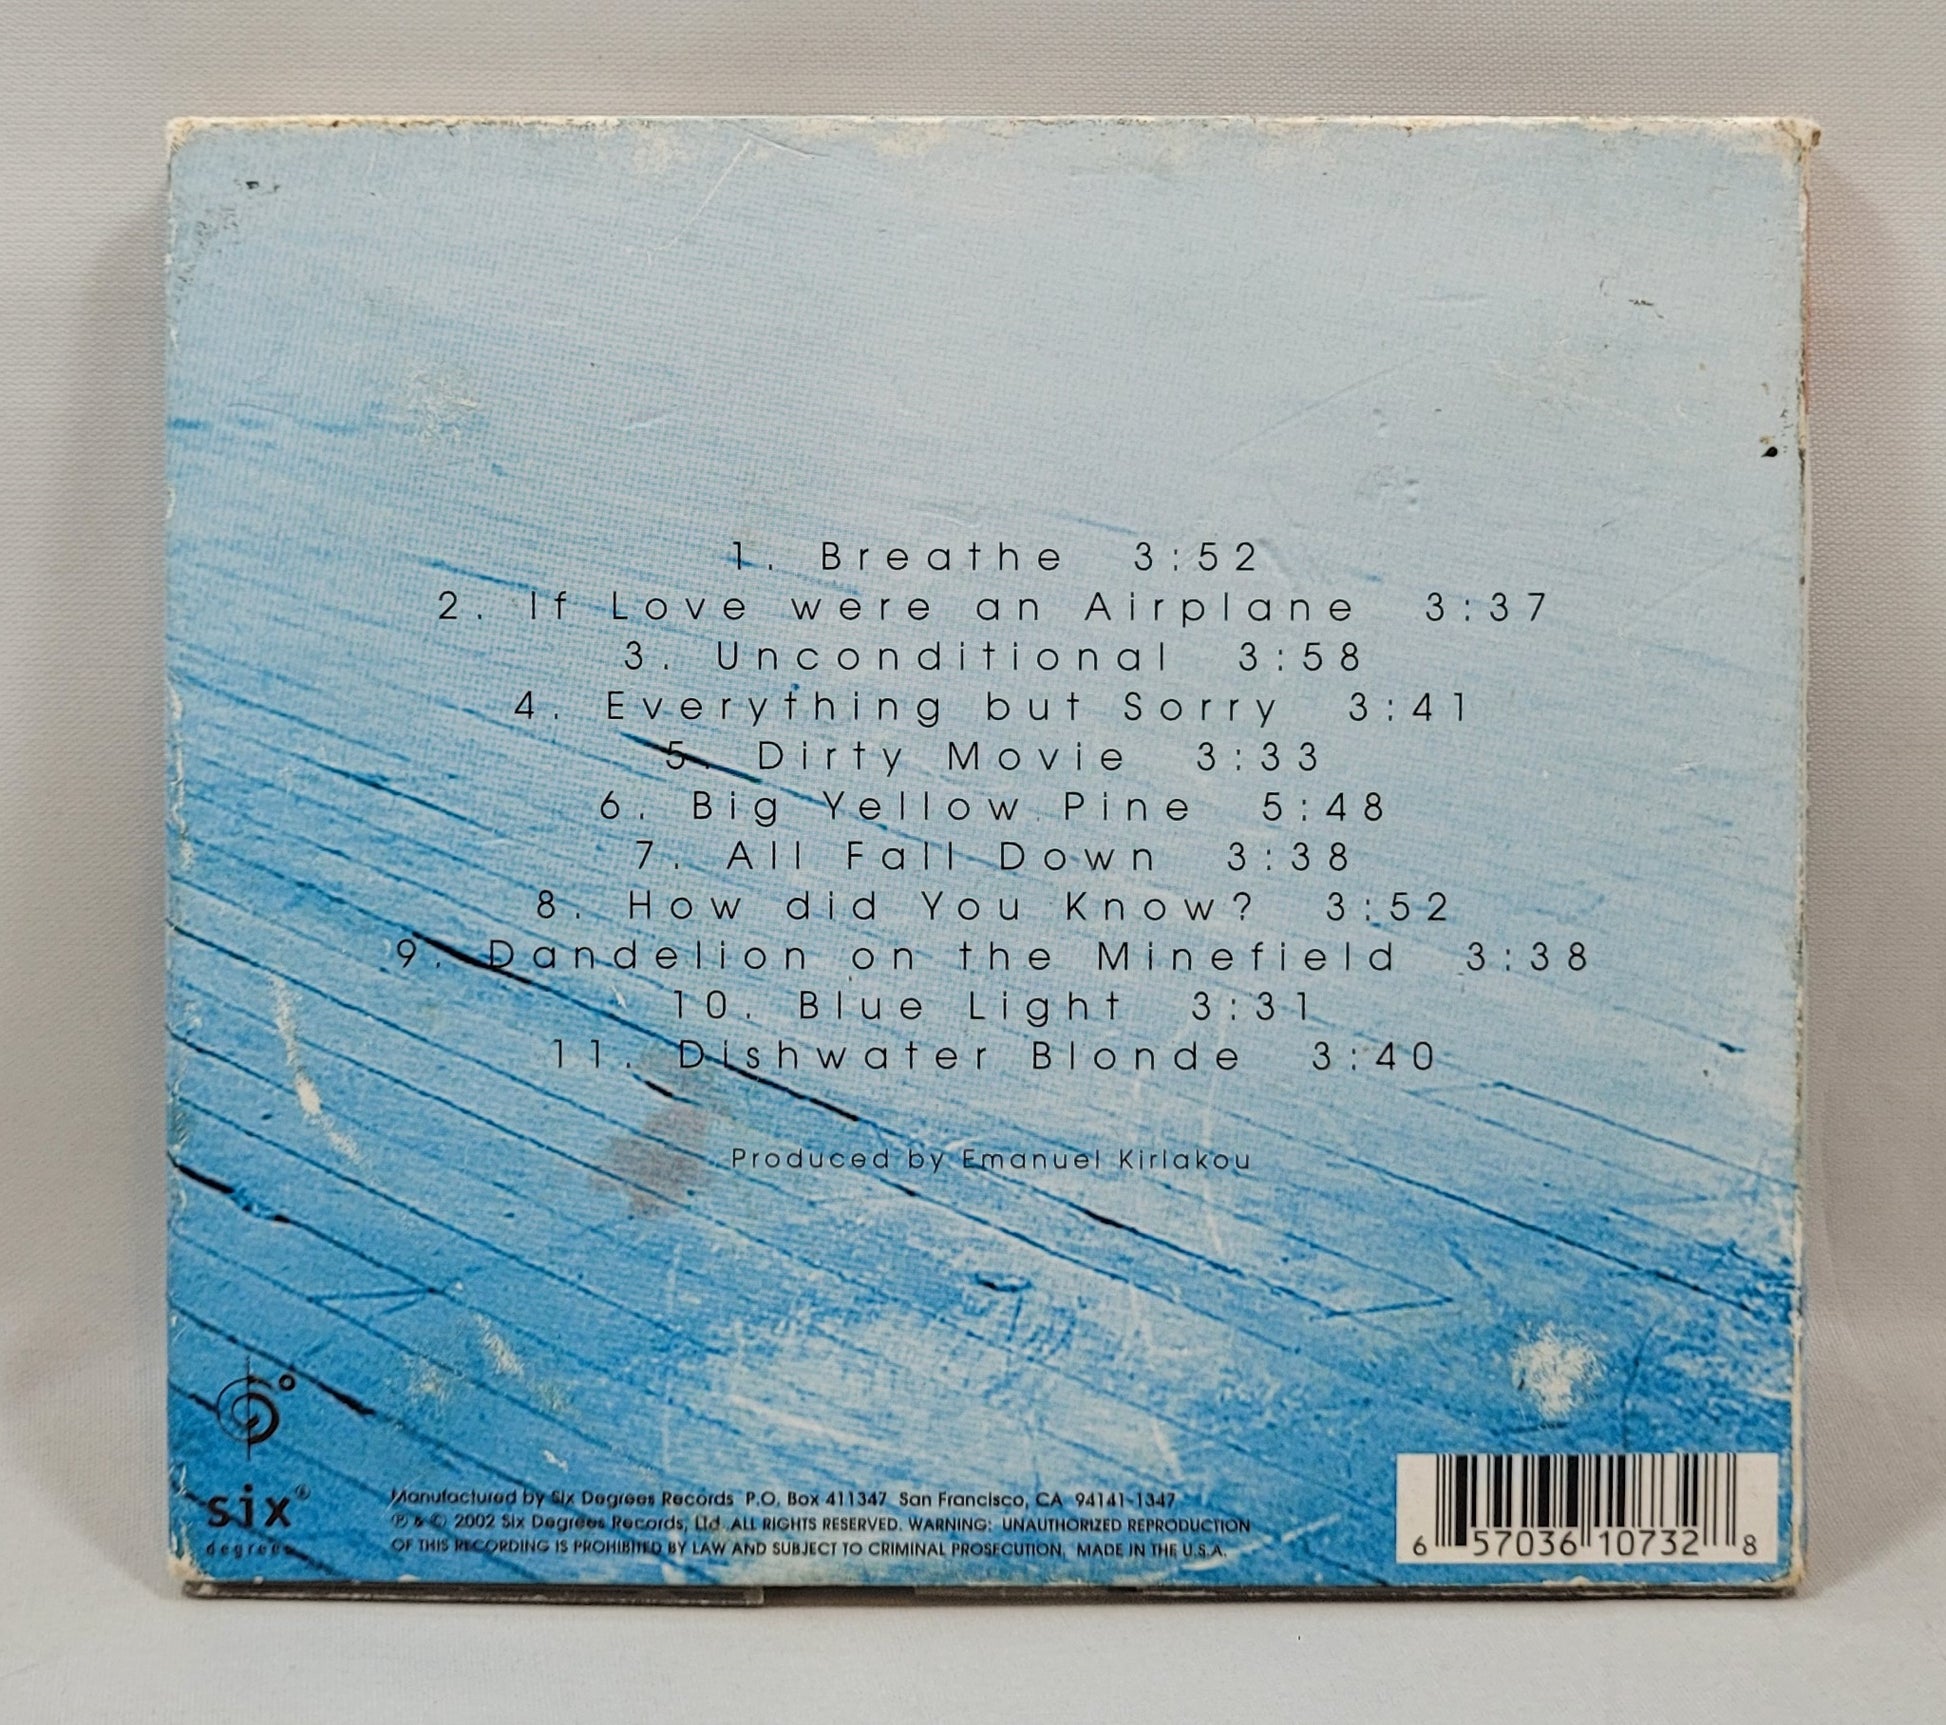 1. Breathe 3:52
2. If Love were an Airplane 3:37
3. Unconditional 3:58
4. Everything but Sorry 3:41
5. Dirty Movie 3:33
6. Big Yellow Pine 5:48
7. All Fall Down 3:38
8. How did You Know? 3:52
9. Dandelion on the Minefield 3:38
10. Blue Light 3:31
11. Dishwater Blonde 3:40
Produced by Emanuel Kiriakou
six®
degrees
Manufactured by Six Degrees Records P.O. Box 411347 San Francisco, CA 94141-1347
℗ & © 2002 Six Degrees Records, Ltd. ALL RIGHTS RESERVED. WARNING: UNAUTHORIZED REPRODUCTION
OF THIS RECORDING IS PROHIBITED BY LAW AND SUBJECT TO CRIMINAL PROSECUTION. MADE IN THE U.S.A.
6 57036 10732 8